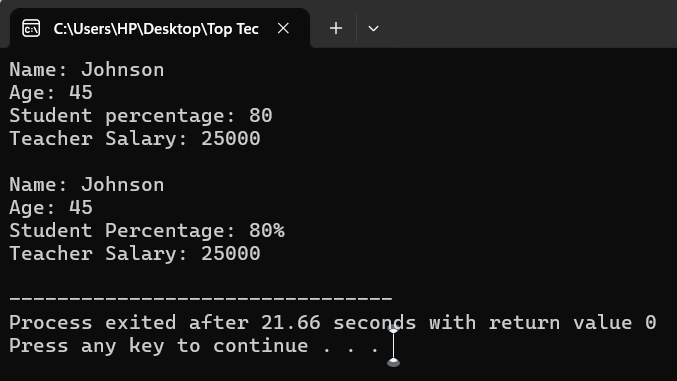 C:\Users\HP\Desktop\Top Tec
Name: Johnson
Age: 45
Student percentage: 80
Teacher Salary: 25000
Name: Johnson
Age: 45
Student Percentage: 80%
Teacher Salary: 25000
--------------------------------
Process exited after 21.66 seconds with return value 0
Press any key to continue . . .